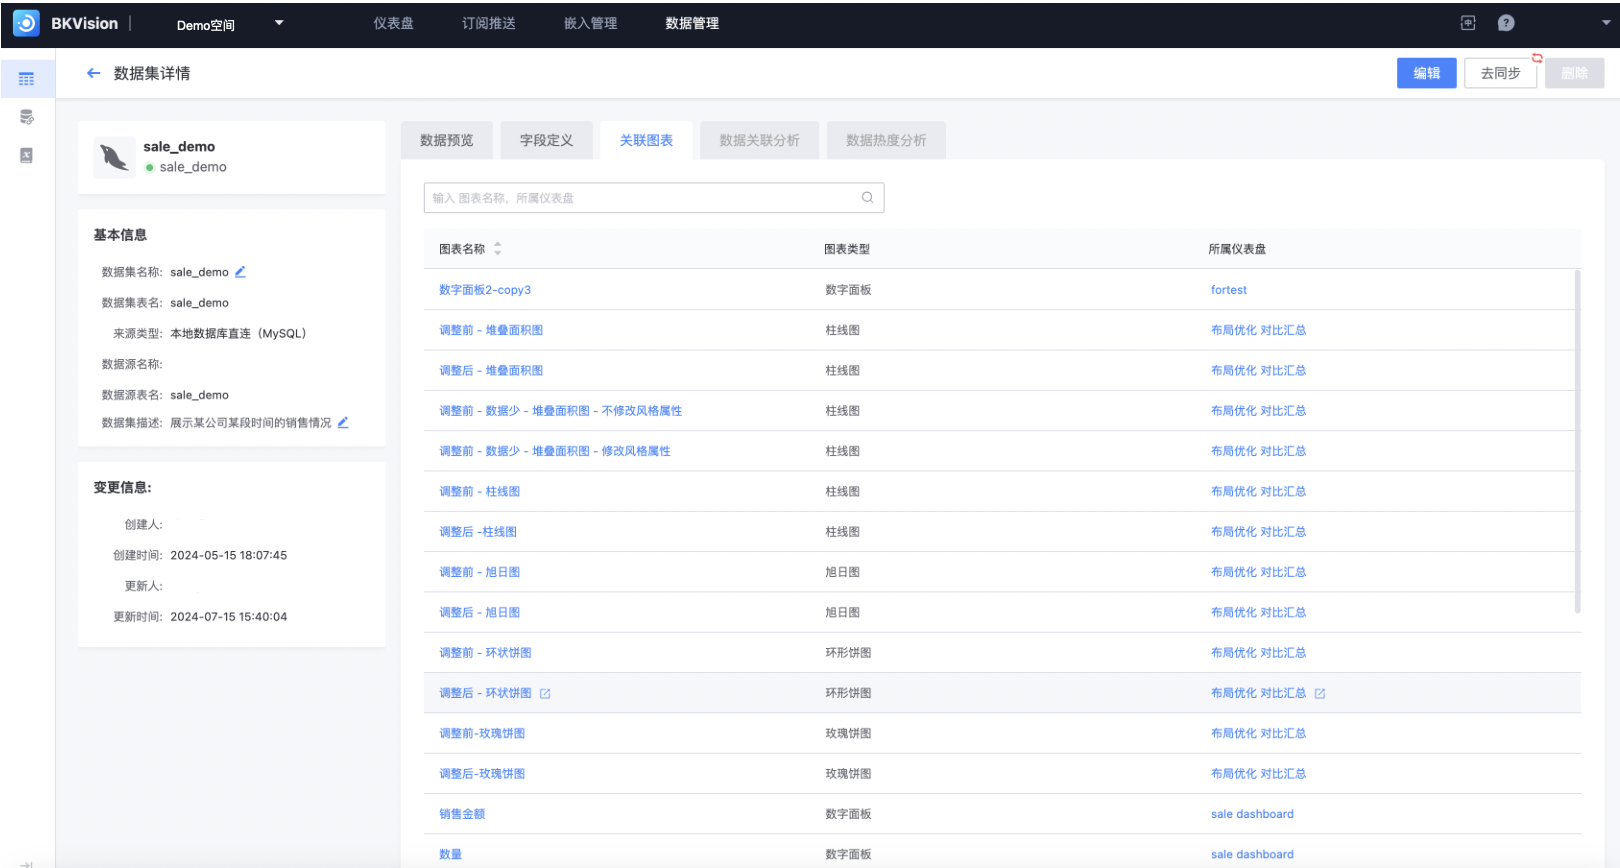 BKVision Demo空间 仪表盘 订阅推送 嵌入管理 数据管理
数据集详情 编辑 去同步 删除
sale_demo
sale_demo
基本信息
数据集名称: sale_demo
数据集表名: sale_demo
来源类型: 本地数据库直连（MySQL）
数据源名称:
数据源表名: sale_demo
数据集描述: 展示某公司某段时间的销售情况
变更信息:
创建人:
创建时间: 2024-05-15 18:07:45
更新人:
更新时间: 2024-07-15 15:40:04
数据预览 字段定义 关联图表 数据关联分析 数据热度分析
输入 图表名称，所属仪表盘
图表名称 图表类型 所属仪表盘
数字面板2-copy3 数字面板 fortest
调整前 - 堆叠面积图 柱线图 布局优化 对比汇总
调整后 - 堆叠面积图 柱线图 布局优化 对比汇总
调整前 - 数据少 - 堆叠面积图 - 不修改风格属性 柱线图 布局优化 对比汇总
调整前 - 数据少 - 堆叠面积图 - 修改风格属性 柱线图 布局优化 对比汇总
调整前 - 柱线图 柱线图 布局优化 对比汇总
调整后 -柱线图 柱线图 布局优化 对比汇总
调整前 - 旭日图 旭日图 布局优化 对比汇总
调整后 - 旭日图 旭日图 布局优化 对比汇总
调整前 - 环状饼图 环形饼图 布局优化 对比汇总
调整后 - 环状饼图 环形饼图 布局优化 对比汇总
调整前-玫瑰饼图 玫瑰饼图 布局优化 对比汇总
调整后-玫瑰饼图 玫瑰饼图 布局优化 对比汇总
销售金额 数字面板 sale dashboard
数量 数字面板 sale dashboard